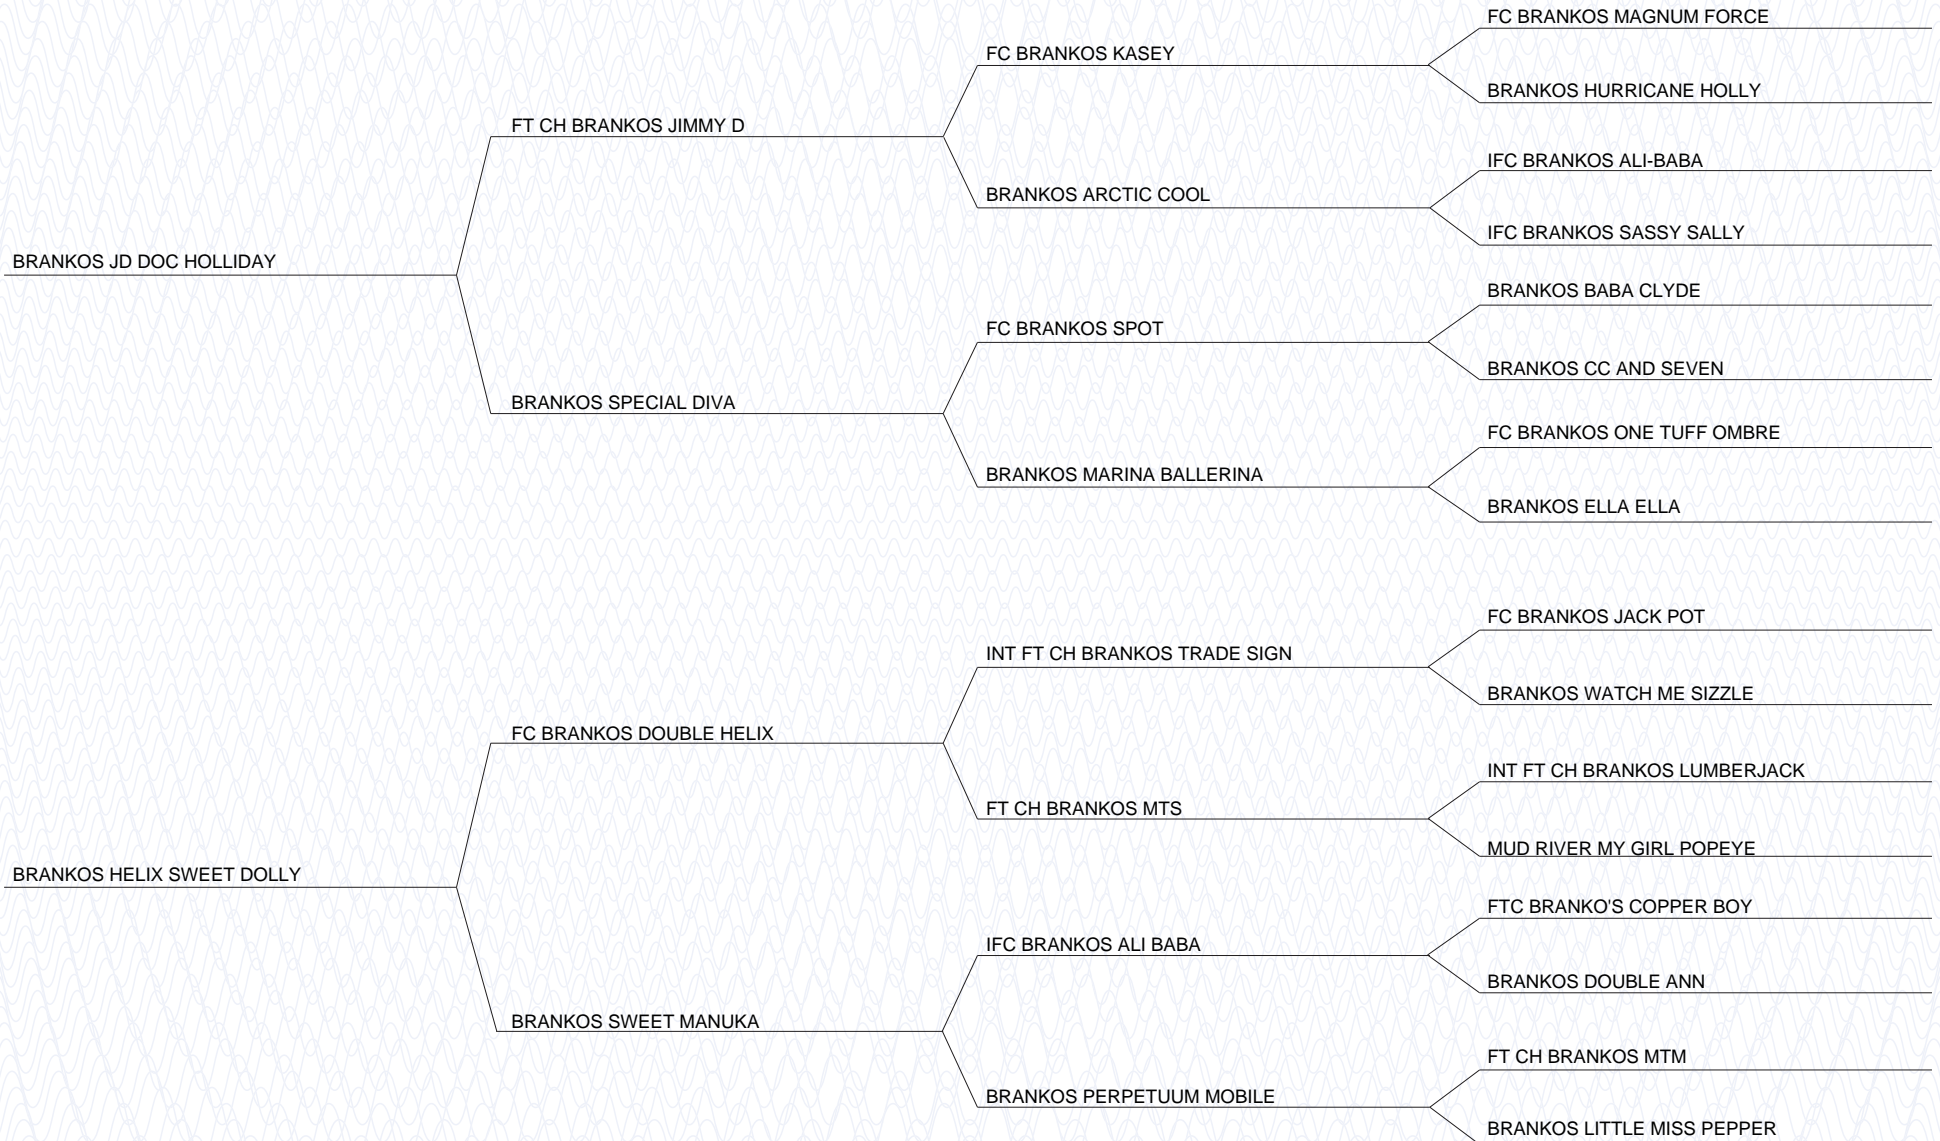 FC BRANKOS MAGNUM FORCE
FC BRANKOS KASEY
BRANKOS HURRICANE HOLLY
FT CH BRANKOS JIMMY D
IFC BRANKOS ALI-BABA
BRANKOS ARCTIC COOL
IFC BRANKOS SASSY SALLY
BRANKOS JD DOC HOLLIDAY
BRANKOS BABA CLYDE
FC BRANKOS SPOT
BRANKOS CC AND SEVEN
BRANKOS SPECIAL DIVA
FC BRANKOS ONE TUFF OMBRE
BRANKOS MARINA BALLERINA
BRANKOS ELLA ELLA
FC BRANKOS JACK POT
INT FT CH BRANKOS TRADE SIGN
BRANKOS WATCH ME SIZZLE
FC BRANKOS DOUBLE HELIX
INT FT CH BRANKOS LUMBERJACK
FT CH BRANKOS MTS
MUD RIVER MY GIRL POPEYE
BRANKOS HELIX SWEET DOLLY
FTC BRANKO'S COPPER BOY
IFC BRANKOS ALI BABA
BRANKOS DOUBLE ANN
BRANKOS SWEET MANUKA
FT CH BRANKOS MTM
BRANKOS PERPETUUM MOBILE
BRANKOS LITTLE MISS PEPPER